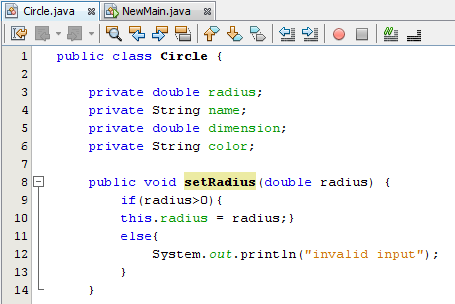 Circle.java NewMain.java
1 public class Circle {
2
3 private double radius;
4 private String name;
5 private double dimension;
6 private String color;
7
8 public void setRadius(double radius) {
9 if(radius>0){
10 this.radius = radius;}
11 else{
12 System.out.println("invalid input");
13 }
14 }